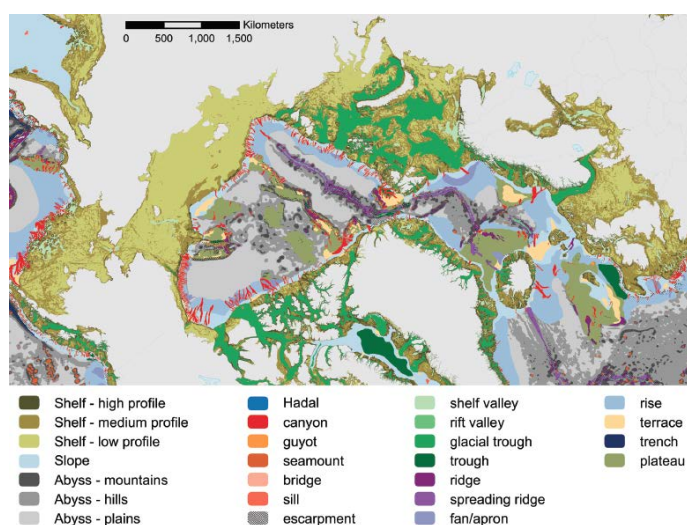 Kilometers
0 500 1,000 1,500
Shelf - high profile
Shelf - medium profile
Shelf - low profile
Slope
Abyss - mountains
Abyss - hills
Abyss - plains
Hadal
canyon
guyot
seamount
bridge
sill
escarpment
shelf valley
rift valley
glacial trough
trough
ridge
spreading ridge
fan/apron
rise
terrace
trench
plateau